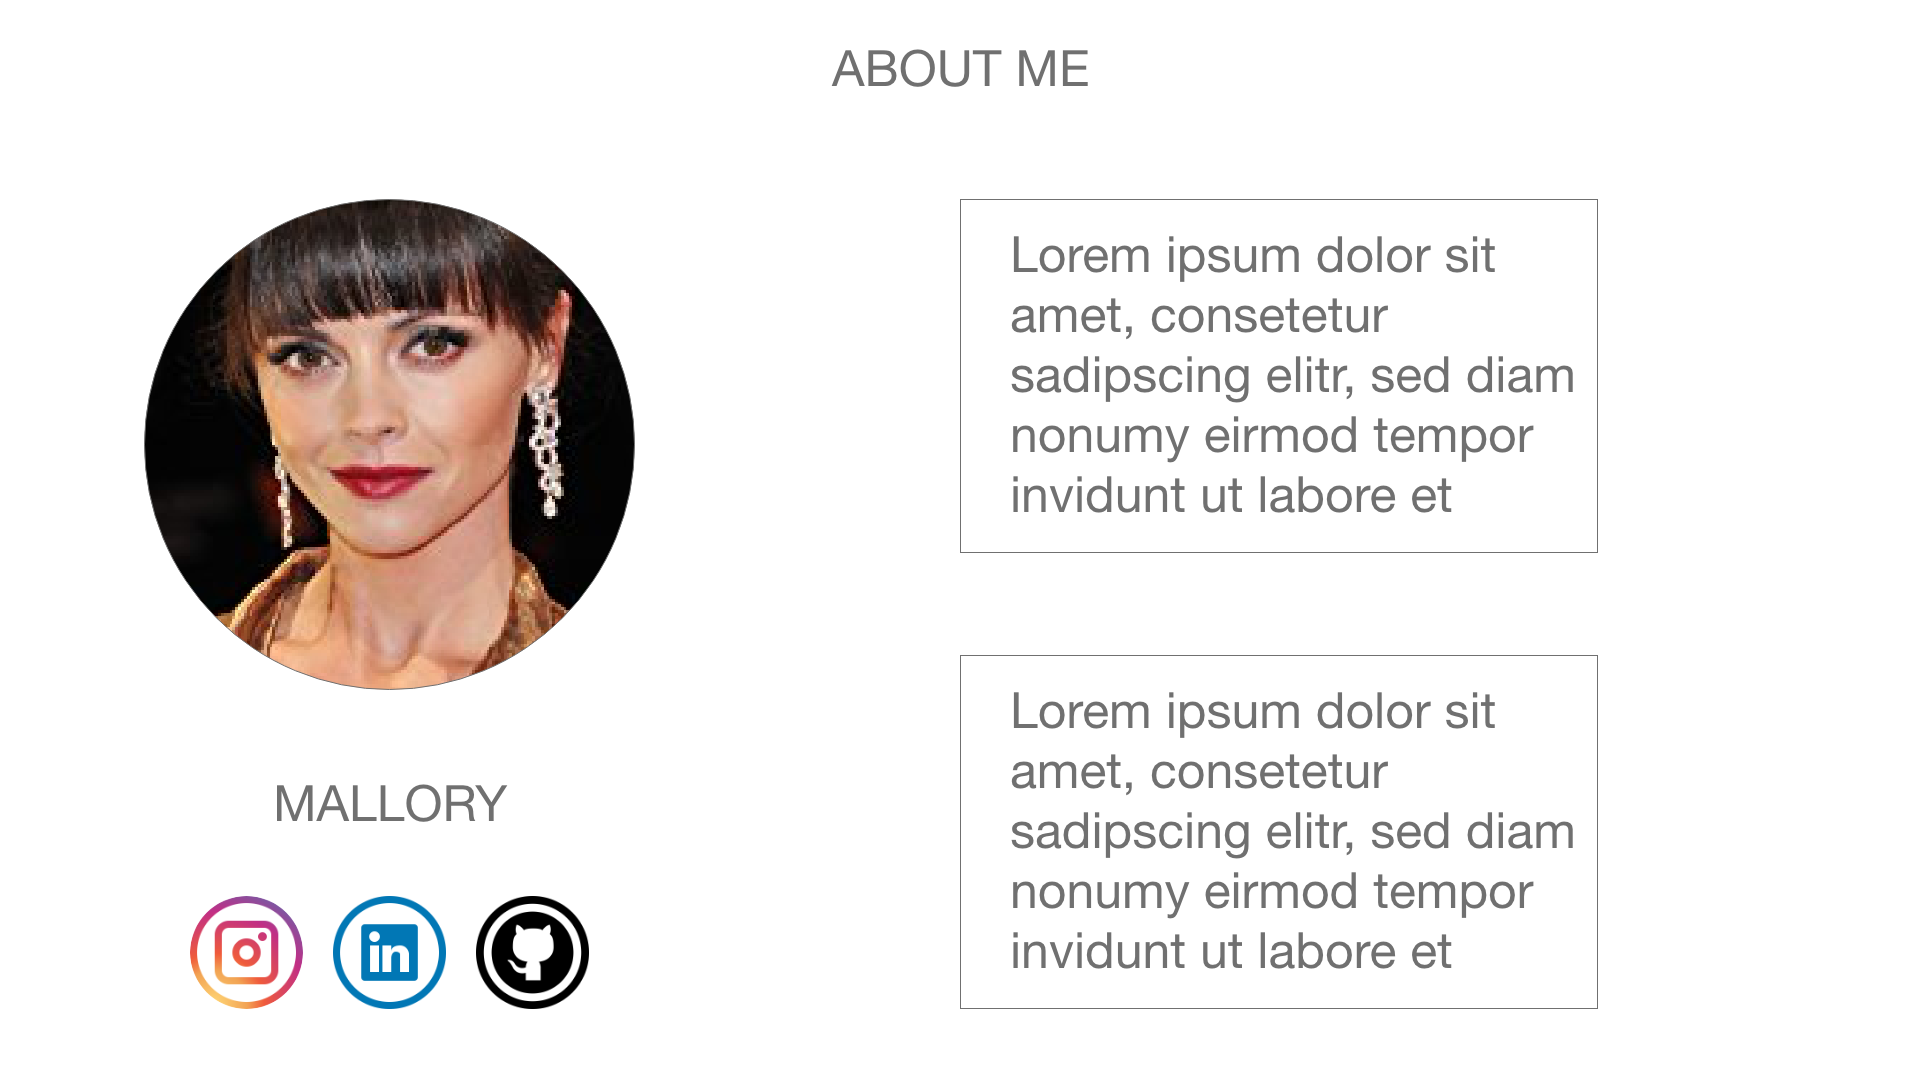 ABOUT ME
MALLORY
in
Lorem ipsum dolor sit
amet, consetetur
sadipscing elitr, sed diam
nonumy eirmod tempor
invidunt ut labore et
Lorem ipsum dolor sit
amet, consetetur
sadipscing elitr, sed diam
nonumy eirmod tempor
invidunt ut labore et